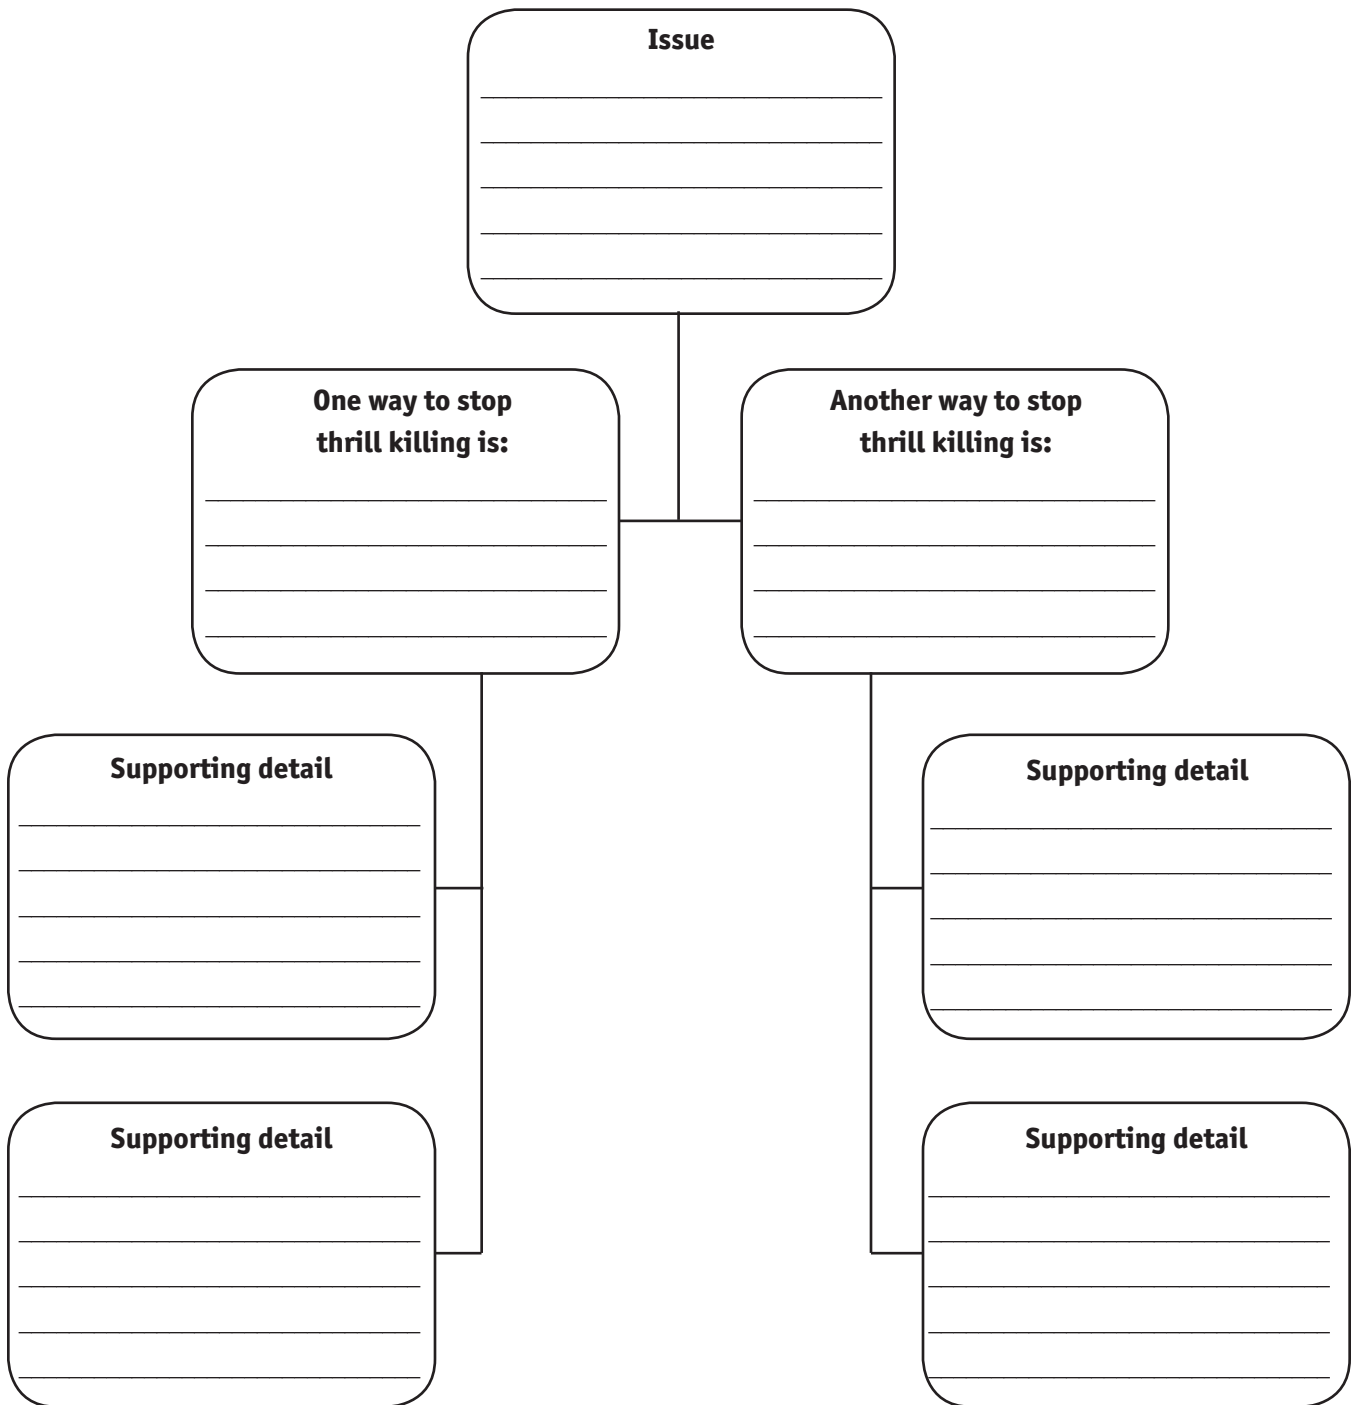 Issue
One way to stop
thrill killing is:
Another way to stop
thrill killing is:
Supporting detail
Supporting detail
Supporting detail
Supporting detail